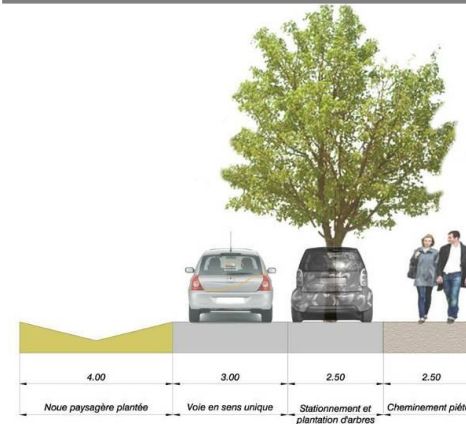 4.00 3.00 2.50 2.50
Noue paysagère plantée Voie en sens unique Stationnement et Cheminement
plantation d'arbres